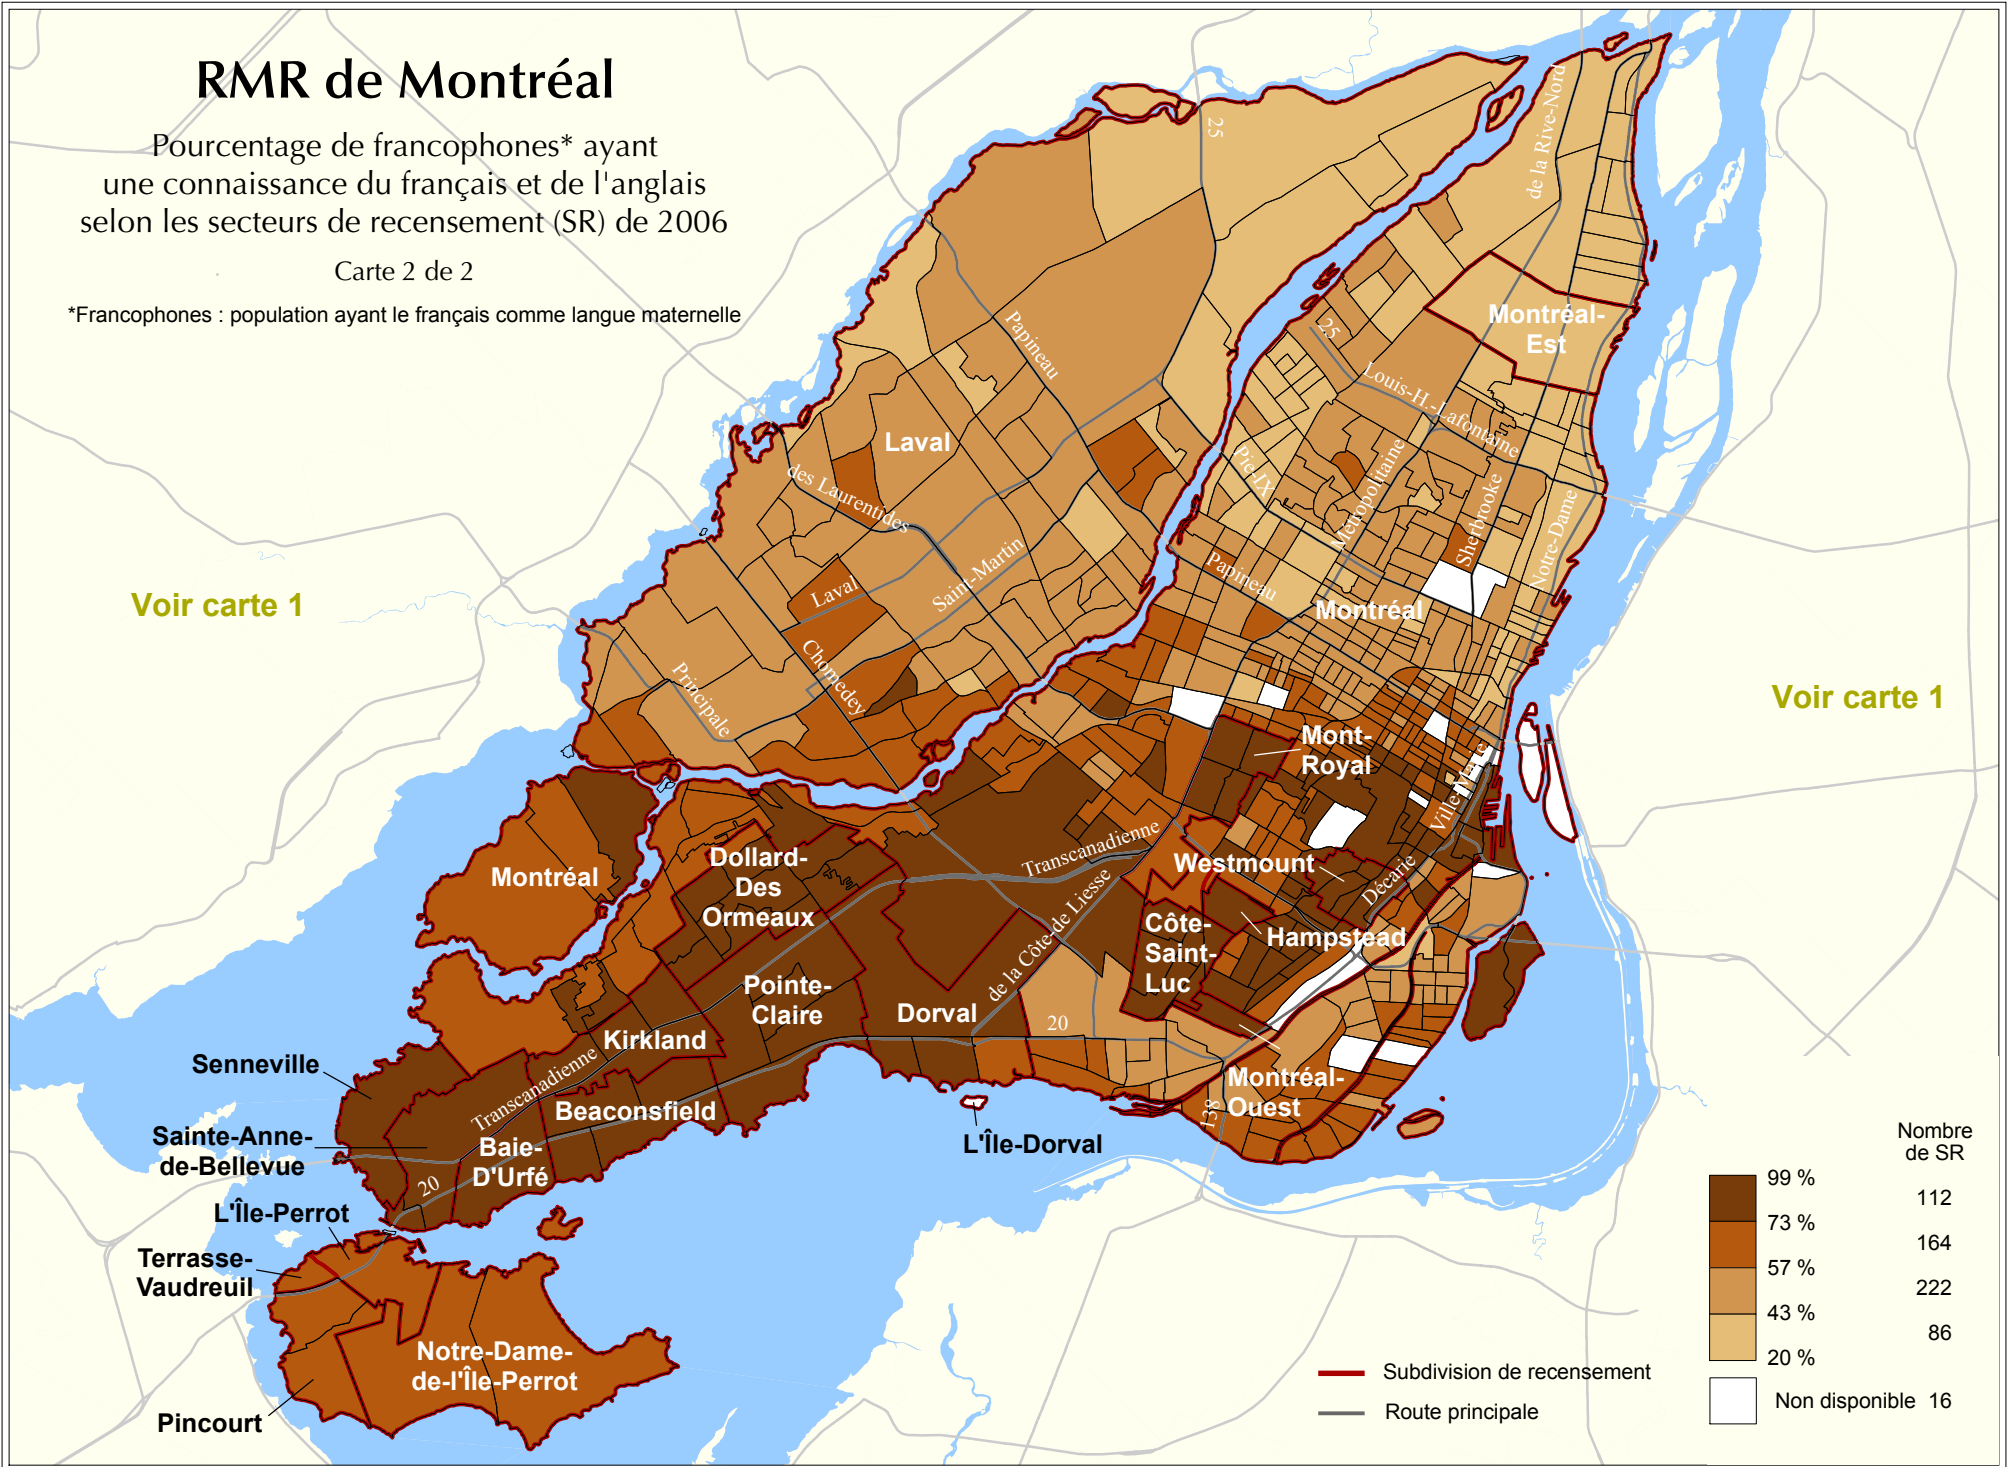 RMR de Montréal
Pourcentage de francophones* ayant
une connaissance du français et de l'anglais
selon les secteurs de recensement (SR) de 2006
Carte 2 de 2
*Francophones : population ayant le français comme langue maternelle
25
de la Rive-Nord
Montréal-
Est
Papineau
25
Louis-H.-Lafontaine
Laval
des Laurentides
Pie-IX
Métropolitaine
Sherbrooke
Notre-Dame
Saint-Martin
Laval
Papineau
Montréal
Voir carte 1
Chomedey
Principale
Voir carte 1
Mont-
Royal
Ville-Marie
Transcanadienne
Westmount
Décarie
Montréal
Dollard-
Des
Ormeaux
de la Côte-de Liesse
Côte-
Saint-
Luc
Hampstead
Pointe-
Claire
Dorval
20
Kirkland
Senneville
Transcanadienne
Beaconsfield
Montréal-
Ouest
138
Sainte-Anne-
de-Bellevue
Baie-
D'Urfé
20
L'Île-Dorval
L'Île-Perrot
Terrasse-
Vaudreuil
Notre-Dame-
de-l'Île-Perrot
Pincourt
Nombre
de SR
99 %
112
73 %
164
57 %
222
43 %
86
20 %
Subdivision de recensement
Route principale
Non disponible 16